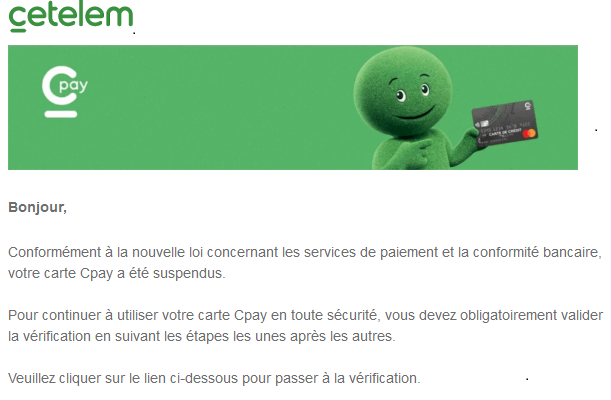 cetelem
C pay
CARTE DE CRÉDIT
Bonjour,
Conformément à la nouvelle loi concernant les services de paiement et la conformité bancaire,
votre carte Cpay a été suspendus.
Pour continuer à utiliser votre carte Cpay en toute sécurité, vous devez obligatoirement valider
la vérification en suivant les étapes les unes après les autres.
Veuillez cliquer sur le lien ci-dessous pour passer à la vérification.